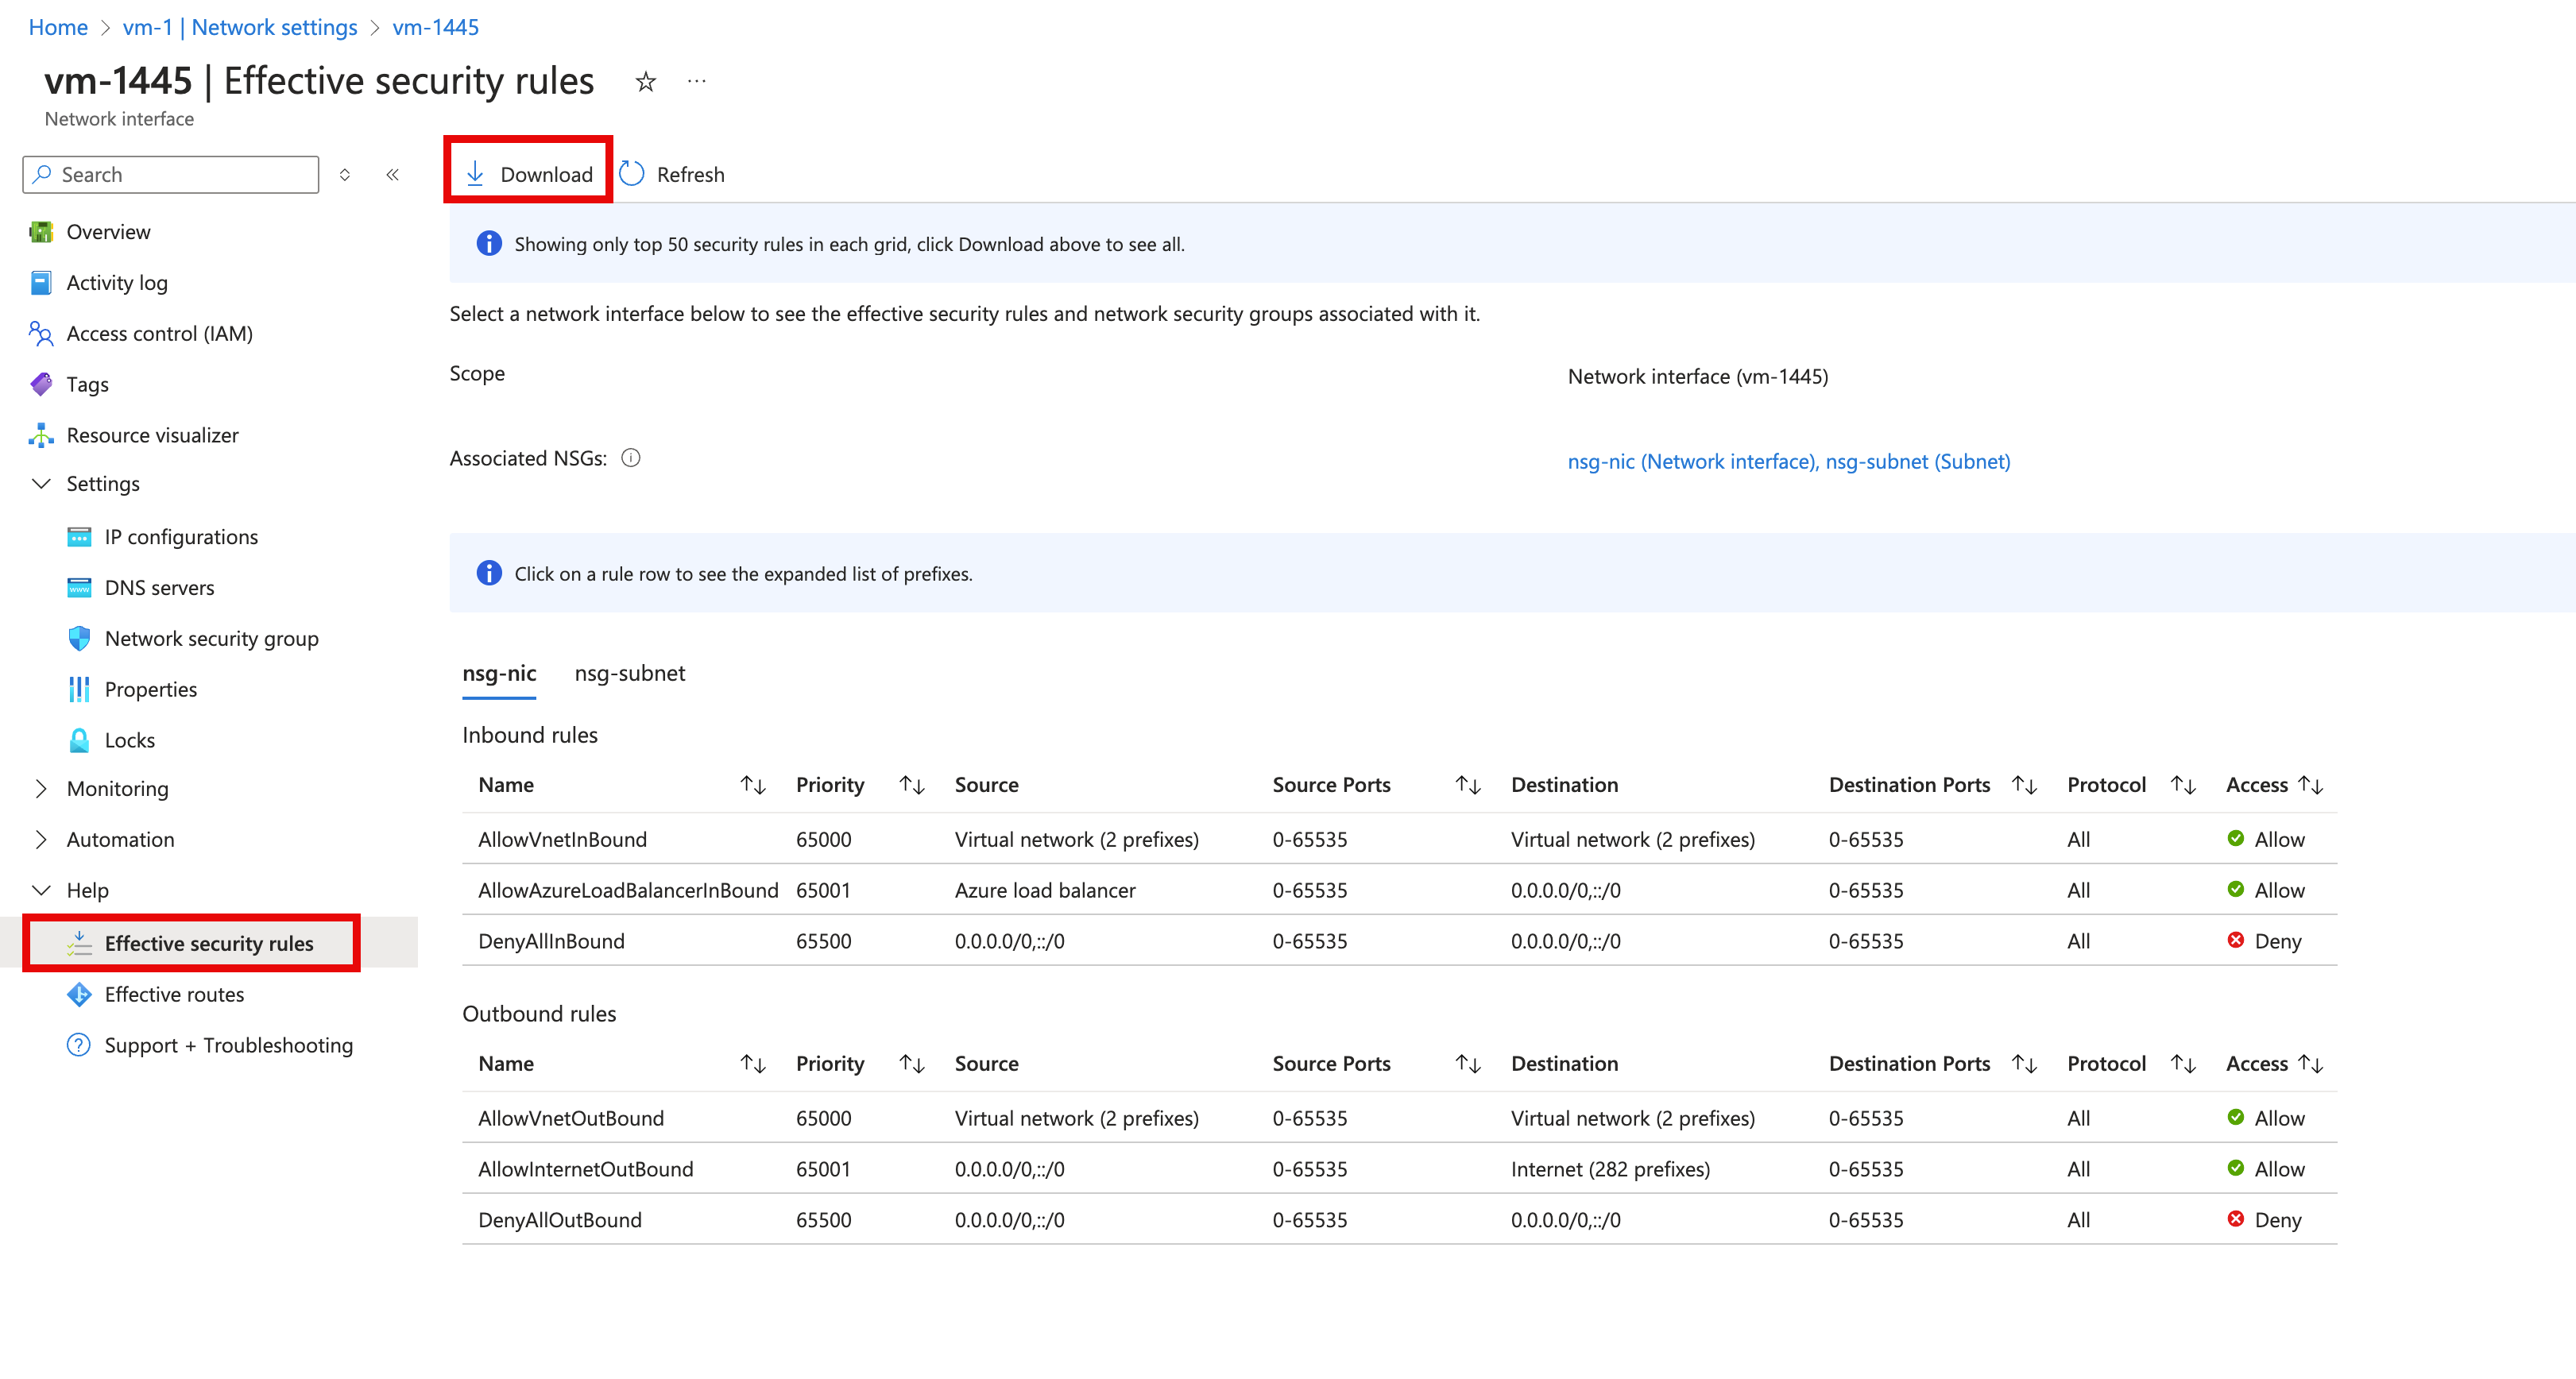 Home > vm-1 | Network settings > vm-1445
vm-1445 | Effective security rules ☆ ...
Network interface
Search
Overview
Activity log
Access control (IAM)
Tags
Resource visualizer
Settings
IP configurations
DNS servers
Network security group
Properties
Locks
Monitoring
Automation
Help
Effective security rules
Effective routes
Support + Troubleshooting
Download Refresh
Showing only top 50 security rules in each grid, click Download above to see all.
Select a network interface below to see the effective security rules and network security groups associated with it.
Scope Network interface (vm-1445)
Associated NSGs: nsg-nic (Network interface), nsg-subnet (Subnet)
Click on a rule row to see the expanded list of prefixes.
nsg-nic nsg-subnet
Inbound rules
Name Priority Source Source Ports Destination Destination Ports Protocol Access
AllowVnetInBound 65000 Virtual network (2 prefixes) 0-65535 Virtual network (2 prefixes) 0-65535 All Allow
AllowAzureLoadBalancerInBound 65001 Azure load balancer 0-65535 0.0.0.0/0,::/0 0-65535 All Allow
DenyAllInBound 65500 0.0.0.0/0,::/0 0-65535 0.0.0.0/0,::/0 0-65535 All Deny
Outbound rules
Name Priority Source Source Ports Destination Destination Ports Protocol Access
AllowVnetOutBound 65000 Virtual network (2 prefixes) 0-65535 Virtual network (2 prefixes) 0-65535 All Allow
AllowInternetOutBound 65001 0.0.0.0/0,::/0 0-65535 Internet (282 prefixes) 0-65535 All Allow
DenyAllOutBound 65500 0.0.0.0/0,::/0 0-65535 0.0.0.0/0,::/0 0-65535 All Deny